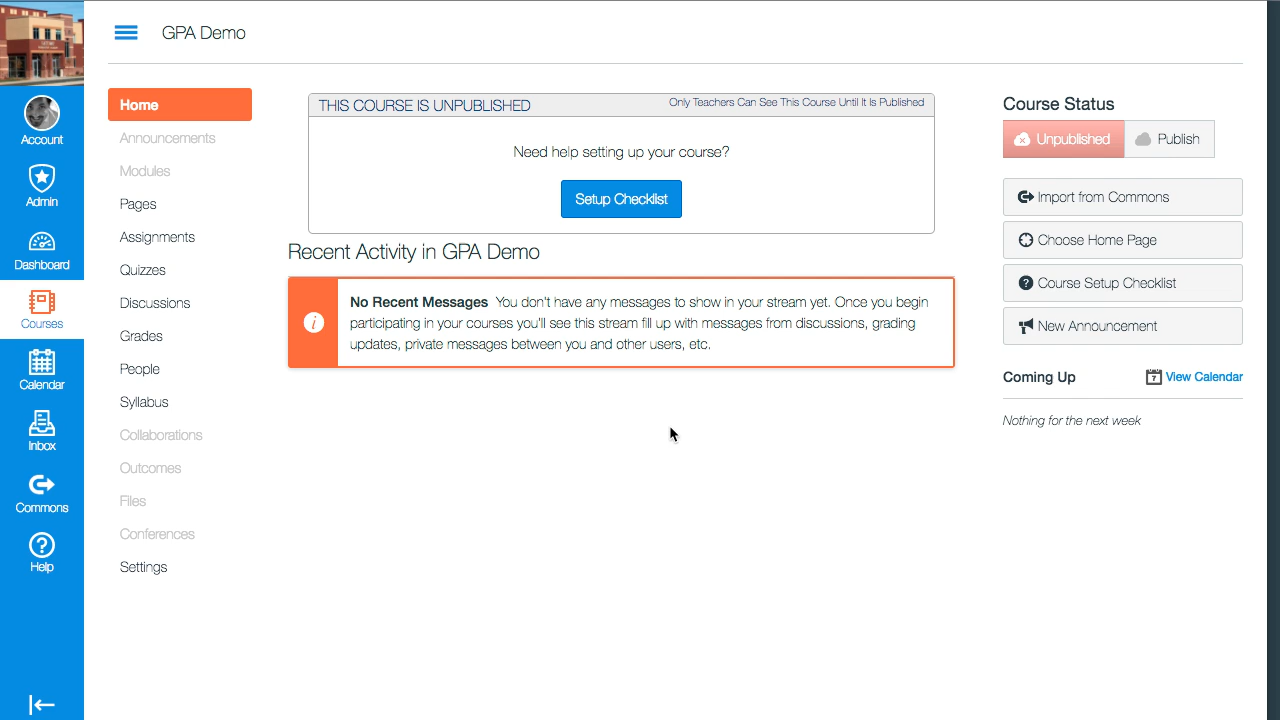 GPA Demo
Account
Admin
Dashboard
Courses
Calendar
Inbox
Commons
Help
Home
Announcements
Modules
Pages
Assignments
Quizzes
Discussions
Grades
People
Syllabus
Collaborations
Outcomes
Files
Conferences
Settings
THIS COURSE IS UNPUBLISHED
Only Teachers Can See This Course Until It Is Published
Need help setting up your course?
Setup Checklist
Recent Activity in GPA Demo
No Recent Messages You don't have any messages to show in your stream yet. Once you begin
participating in your courses you'll see this stream fill up with messages from discussions, grading
updates, private messages between you and other users, etc.
Course Status
Unpublished
Publish
Import from Commons
Choose Home Page
Course Setup Checklist
New Announcement
Coming Up
View Calendar
Nothing for the next week